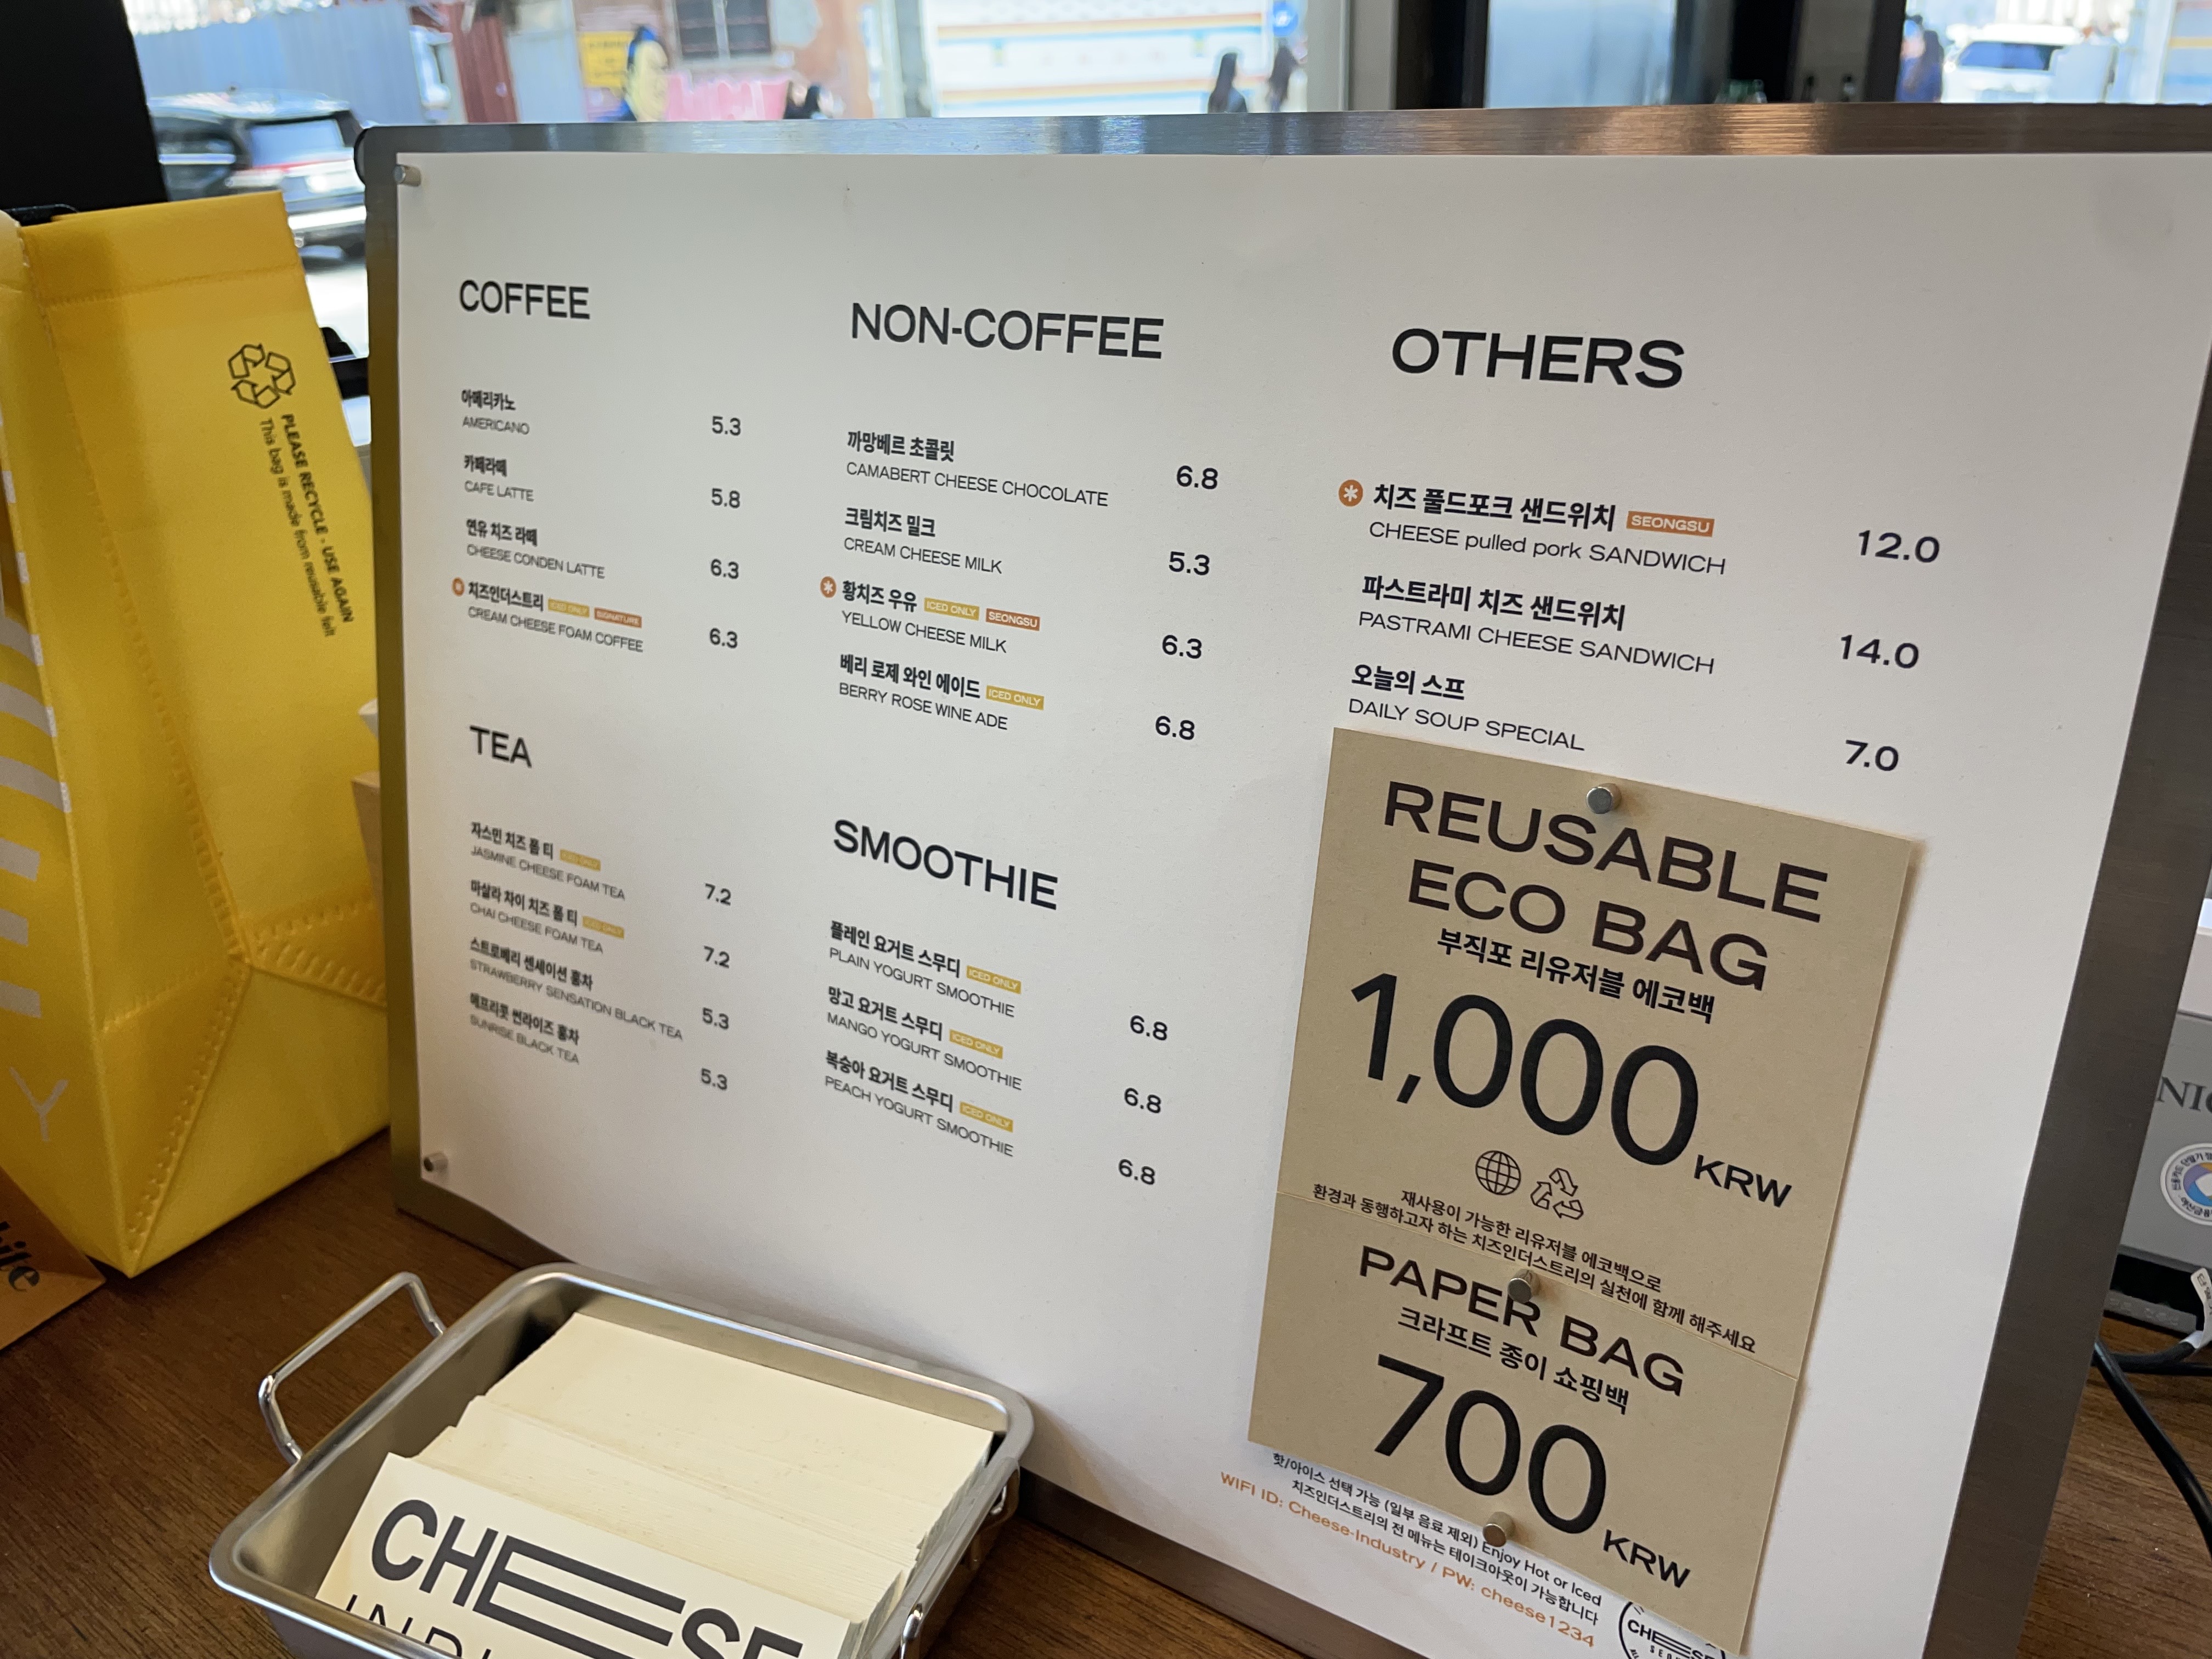 COFFEE
아메리카노
AMERICANO
5.3
카페라떼
CAFE LATTE
5.8
연유 치즈 라떼
CHEESE CONDEN LATTE
6.3
치즈인더스트리 ICED ONLY SIGNATURE
CREAM CHEESE FOAM COFFEE
6.3
TEA
자스민 치즈 폼 티 ICED ONLY
JASMINE CHEESE FOAM TEA
7.2
마살라 차이 치즈 폼 티 ICED ONLY
CHAI CHEESE FOAM TEA
7.2
스트로베리 센세이션 홍차
STRAWBERRY SENSATION BLACK TEA
5.3
애프리콧 썬라이즈 홍차
SUNRISE BLACK TEA
5.3
NON-COFFEE
까망베르 초콜릿
CAMABERT CHEESE CHOCOLATE
6.8
크림치즈 밀크
CREAM CHEESE MILK
5.3
황치즈 우유 ICED ONLY SEONGSU
YELLOW CHEESE MILK
6.3
베리 로제 와인 에이드 ICED ONLY
BERRY ROSE WINE ADE
6.8
SMOOTHIE
플레인 요거트 스무디 ICED ONLY
PLAIN YOGURT SMOOTHIE
6.8
망고 요거트 스무디 ICED ONLY
MANGO YOGURT SMOOTHIE
6.8
복숭아 요거트 스무디 ICED ONLY
PEACH YOGURT SMOOTHIE
6.8
OTHERS
치즈 풀드포크 샌드위치 SEONGSU
CHEESE pulled pork SANDWICH
12.0
파스트라미 치즈 샌드위치
PASTRAMI CHEESE SANDWICH
14.0
오늘의 스프
DAILY SOUP SPECIAL
7.0
REUSABLE
ECO BAG
부직포 리유저블 에코백
1,000 KRW
재사용이 가능한 리유저블 에코백으로
환경과 동행하고자 하는 치즈인더스트리의 실천에 함께 해주세요
PAPER BAG
크라프트 종이 쇼핑백
700 KRW
핫/아이스 선택 가능 (일부 음료 제외) Enjoy Hot or Iced
치즈인더스트리의 전 메뉴는 테이크아웃이 가능합니다
WIFI ID: Cheese-Industry / PW: cheese1234
CHEESE
PLEASE RECYCLE - USE AGAIN
This bag is made from reusable felt
Y
CHEESE